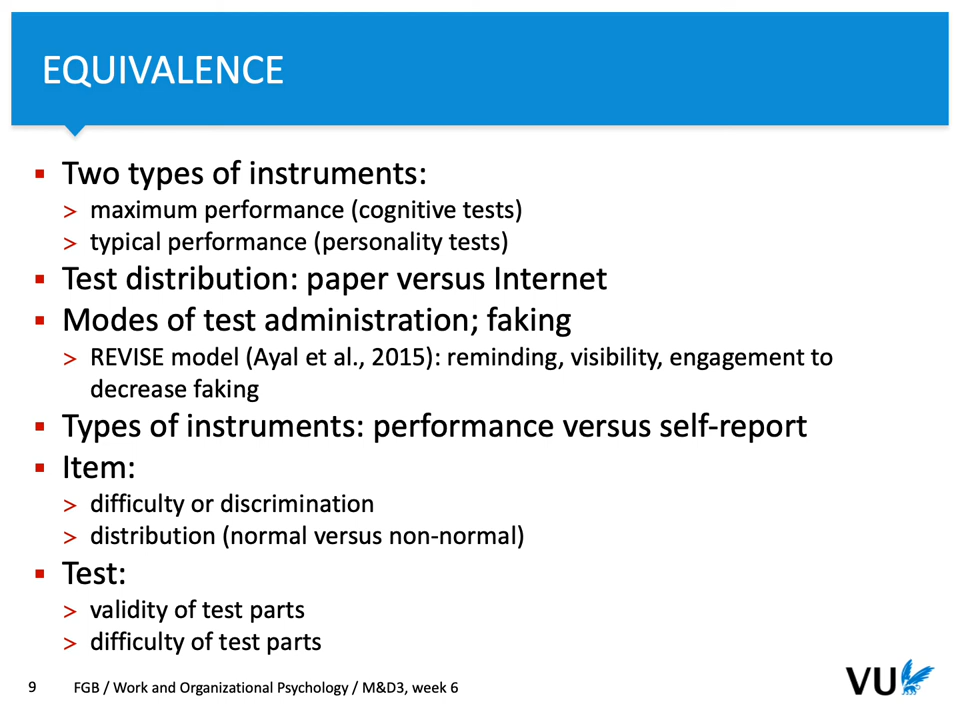 EQUIVALENCE
▪ Two types of instruments:
> maximum performance (cognitive tests)
> typical performance (personality tests)
▪ Test distribution: paper versus Internet
▪ Modes of test administration; faking
> REVISE model (Ayal et al., 2015): reminding, visibility, engagement to
decrease faking
▪ Types of instruments: performance versus self-report
▪ Item:
> difficulty or discrimination
> distribution (normal versus non-normal)
▪ Test:
> validity of test parts
> difficulty of test parts
9 FGB / Work and Organizational Psychology / M&D3, week 6
VU